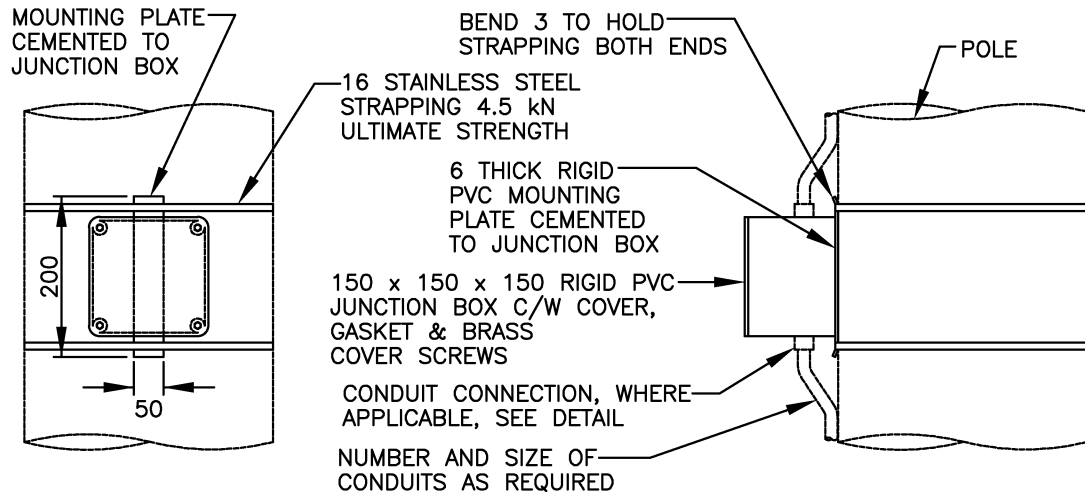 MOUNTING PLATE
CEMENTED TO
JUNCTION BOX
16 STAINLESS STEEL
STRAPPING 4.5 kN
ULTIMATE STRENGTH
BEND 3 TO HOLD
STRAPPING BOTH ENDS
POLE
6 THICK RIGID
PVC MOUNTING
PLATE CEMENTED
TO JUNCTION BOX
200
150 x 150 x 150 RIGID PVC
JUNCTION BOX C/W COVER,
GASKET & BRASS
COVER SCREWS
50
CONDUIT CONNECTION, WHERE
APPLICABLE, SEE DETAIL
NUMBER AND SIZE OF
CONDUITS AS REQUIRED